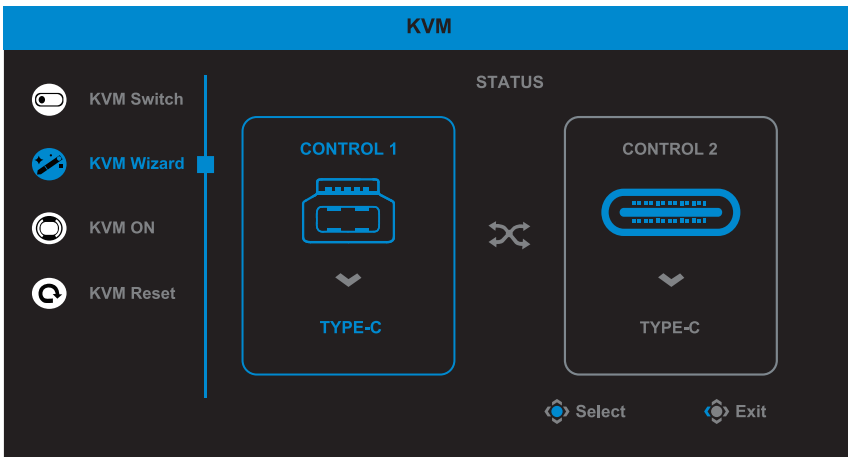 KVM
STATUS
KVM Switch
KVM Wizard
KVM ON
KVM Reset
CONTROL 1
TYPE-C
CONTROL 2
TYPE-C
Select
Exit